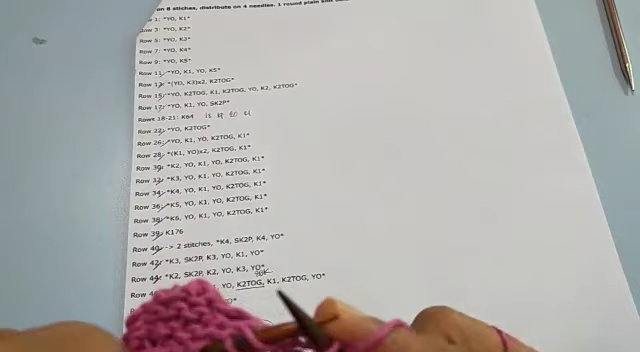 on 8 stiches, distribute on 4 needles. 1 round plain knit
1: *YO, K1*
Row 3: *YO, K2*
Row 5: *YO, K3*
Row 7: *YO, K4*
Row 9: *YO, K5*
Row 11: *YO, K1, YO, K5*
Row 13: *(YO, K3)x2, K2TOG*
Row 15: *YO, K2TOG, K1, K2TOG, YO, K2, K2TOG*
Row 17: *YO, K1, YO, SK2P*
Rows 18-21: K64 18 19 20 21
Row 22: *YO, K2TOG*
Row 26: *YO, K1, YO, K2TOG, K1*
Row 28: *(K1, YO)x2, K2TOG, K1*
Row 30: *K2, YO, K1, YO, K2TOG, K1*
Row 32: *K3, YO, K1, YO, K2TOG, K1*
Row 34: *K4, YO, K1, YO, K2TOG, K1*
Row 36: *K5, YO, K1, YO, K2TOG, K1*
Row 38: *K6, YO, K1, YO, K2TOG, K1*
Row 39: K176
Row 40: -> 2 stitches, *K4, SK2P, K4, YO*
Row 42: *K3, SK2P, K3, YO, K1, YO*
Row 44: *K2, SK2P, K2, YO, K3, YO*
Row YO, K2TOG, K1, K2TOG, YO*